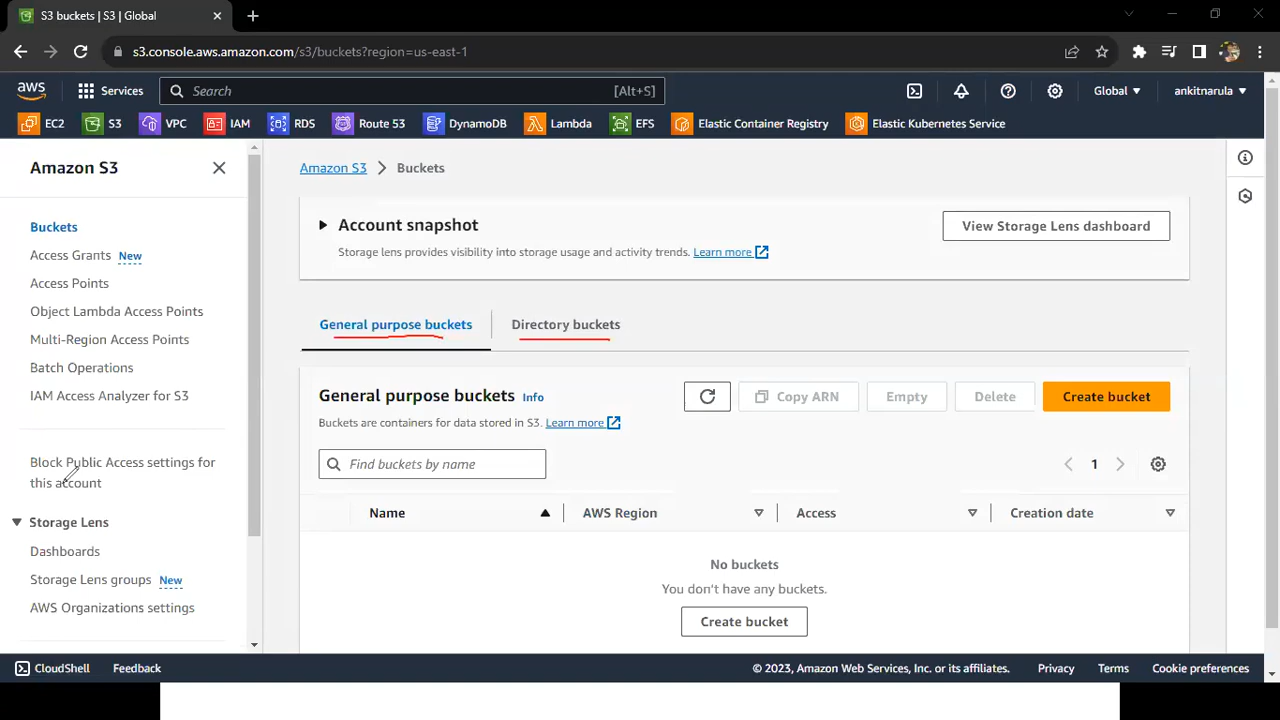 S3 buckets | S3 | Global
s3.console.aws.amazon.com/s3/buckets?region=us-east-1
aws
Services
Search
[Alt+S]
Global
ankitnarula
EC2
S3
VPC
IAM
RDS
Route 53
DynamoDB
Lambda
EFS
Elastic Container Registry
Elastic Kubernetes Service
Amazon S3
Buckets
Access Grants New
Access Points
Object Lambda Access Points
Multi-Region Access Points
Batch Operations
IAM Access Analyzer for S3
Block Public Access settings for
this account
Storage Lens
Dashboards
Storage Lens groups New
AWS Organizations settings
Amazon S3 > Buckets
Account snapshot
Storage lens provides visibility into storage usage and activity trends. Learn more
View Storage Lens dashboard
General purpose buckets
Directory buckets
General purpose buckets Info
Buckets are containers for data stored in S3. Learn more
Copy ARN
Empty
Delete
Create bucket
Find buckets by name
1
Name
AWS Region
Access
Creation date
No buckets
You don't have any buckets.
Create bucket
CloudShell
Feedback
© 2023, Amazon Web Services, Inc. or its affiliates.
Privacy
Terms
Cookie preferences